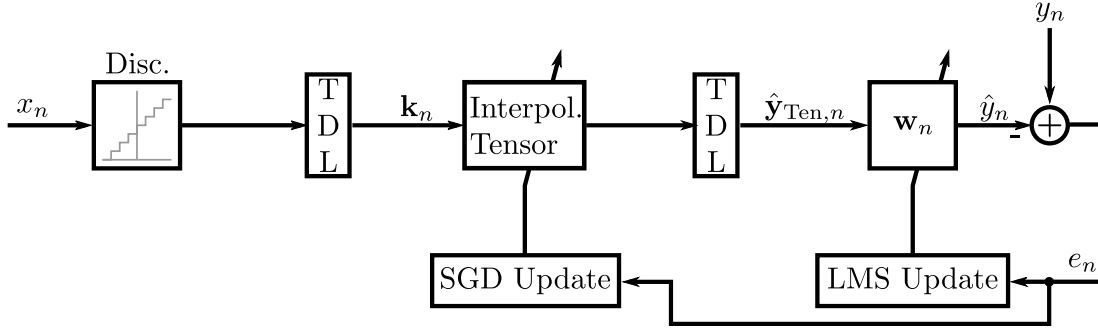 y_n
Disc.
x_n
T
D
L
𝐤_n
Interpol.
Tensor
T
D
L
ŷ_Ten,n
𝐰_n
ŷ_n
+
-
SGD Update
LMS Update
e_n